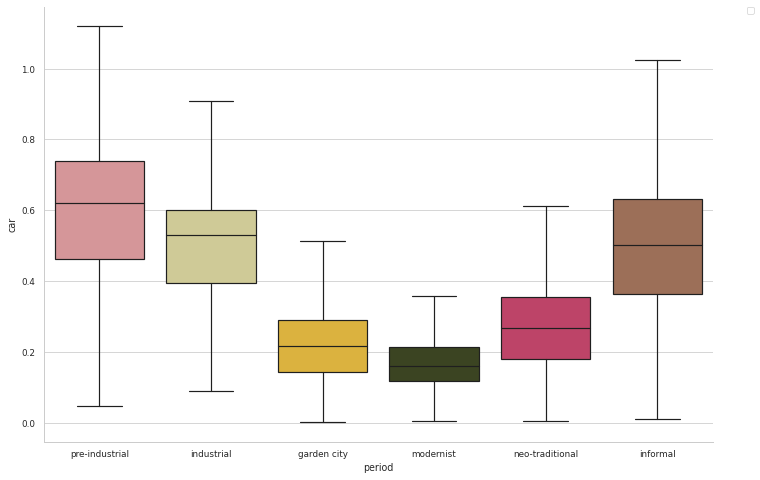 1.0
0.8
0.6
0.4
0.2
0.0
car
pre-industrial industrial garden city modernist neo-traditional informal
period